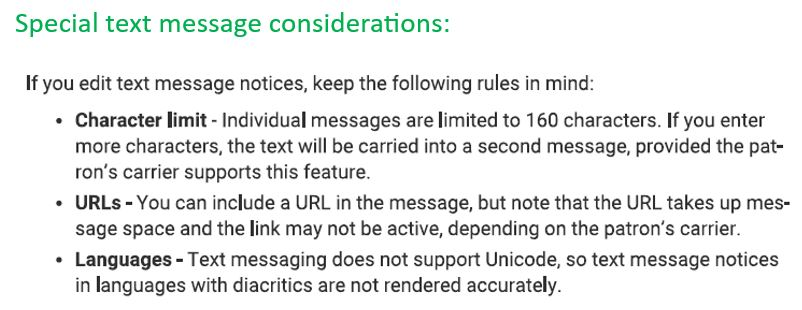 Special text message considerations:
If you edit text message notices, keep the following rules in mind:
• Character limit - Individual messages are limited to 160 characters. If you enter
more characters, the text will be carried into a second message, provided the pat-
ron's carrier supports this feature.
• URLs - You can include a URL in the message, but note that the URL takes up mes-
sage space and the link may not be active, depending on the patron's carrier.
• Languages - Text messaging does not support Unicode, so text message notices
in languages with diacritics are not rendered accurately.